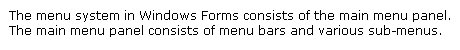 The menu system in Windows Forms consists of the main menu panel.
The main menu panel consists of menu bars and various sub-menus.